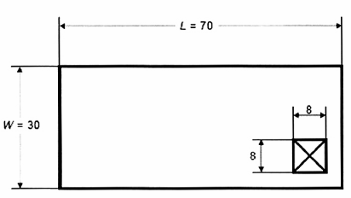 L = 70
8
W = 30
8